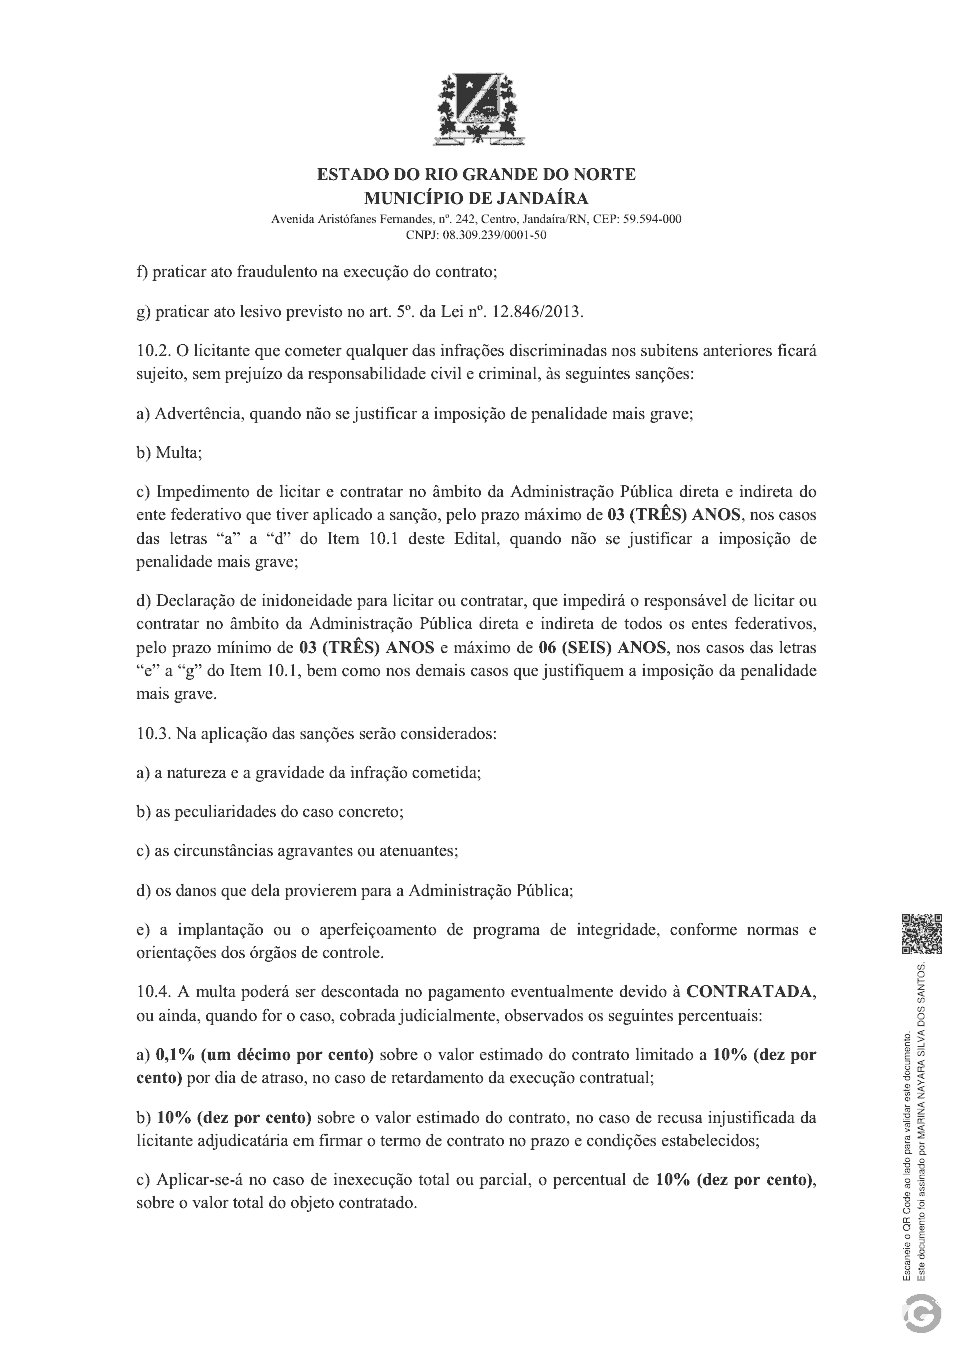 ESTADO DO RIO GRANDE DO NORTE
MUNICÍPIO DE JANDAÍRA
Avenida Aristófanes Fernandes, nº. 242, Centro, Jandaíra/RN, CEP: 59.594-000
CNPJ: 08.309.239/0001-50
f) praticar ato fraudulento na execução do contrato;
g) praticar ato lesivo previsto no art. 5º. da Lei nº. 12.846/2013.
10.2. O licitante que cometer qualquer das infrações discriminadas nos subitens anteriores ficará
sujeito, sem prejuízo da responsabilidade civil e criminal, às seguintes sanções:
a) Advertência, quando não se justificar a imposição de penalidade mais grave;
b) Multa;
c) Impedimento de licitar e contratar no âmbito da Administração Pública direta e indireta do
ente federativo que tiver aplicado a sanção, pelo prazo máximo de 03 (TRÊS) ANOS, nos casos
das letras “a” a “d” do Item 10.1 deste Edital, quando não se justificar a imposição de
penalidade mais grave;
d) Declaração de inidoneidade para licitar ou contratar, que impedirá o responsável de licitar ou
contratar no âmbito da Administração Pública direta e indireta de todos os entes federativos,
pelo prazo mínimo de 03 (TRÊS) ANOS e máximo de 06 (SEIS) ANOS, nos casos das letras
“e” a “g” do Item 10.1, bem como nos demais casos que justifiquem a imposição da penalidade
mais grave.
10.3. Na aplicação das sanções serão considerados:
a) a natureza e a gravidade da infração cometida;
b) as peculiaridades do caso concreto;
c) as circunstâncias agravantes ou atenuantes;
d) os danos que dela provierem para a Administração Pública;
e) a implantação ou o aperfeiçoamento de programa de integridade, conforme normas e
orientações dos órgãos de controle.
10.4. A multa poderá ser descontada no pagamento eventualmente devido à CONTRATADA,
ou ainda, quando for o caso, cobrada judicialmente, observados os seguintes percentuais:
a) 0,1% (um décimo por cento) sobre o valor estimado do contrato limitado a 10% (dez por
cento) por dia de atraso, no caso de retardamento da execução contratual;
b) 10% (dez por cento) sobre o valor estimado do contrato, no caso de recusa injustificada da
licitante adjudicatária em firmar o termo de contrato no prazo e condições estabelecidos;
c) Aplicar-se-á no caso de inexecução total ou parcial, o percentual de 10% (dez por cento),
sobre o valor total do objeto contratado.
Escaneie o QR Code ao lado para validar este documento.
Este documento foi assinado por MARINA NAYARA SILVA DOS SANTOS.